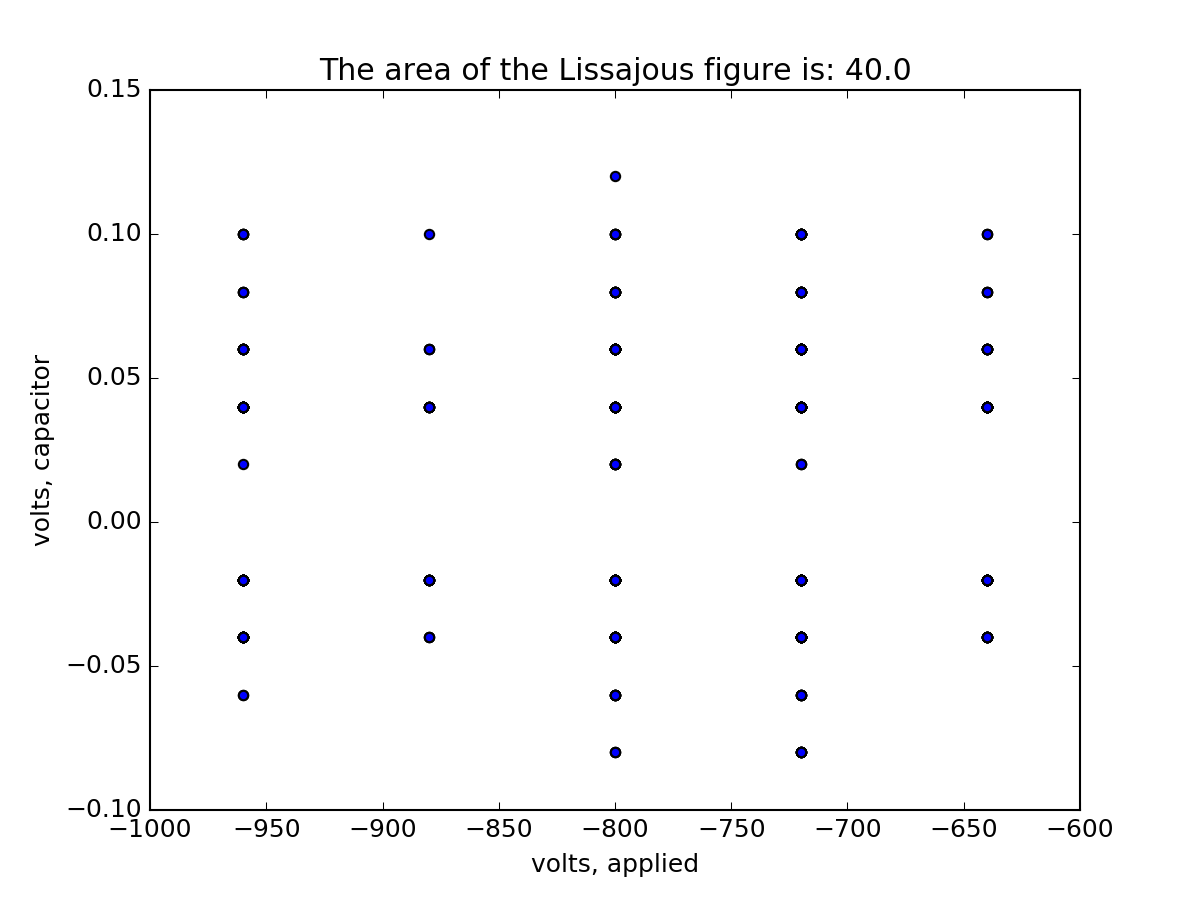 The area of the Lissajous figure is: 40.0
0.15
0.10
0.05
0.00
−0.05
−0.10
volts, capacitor
−1000 −950 −900 −850 −800 −750 −700 −650 −600
volts, applied